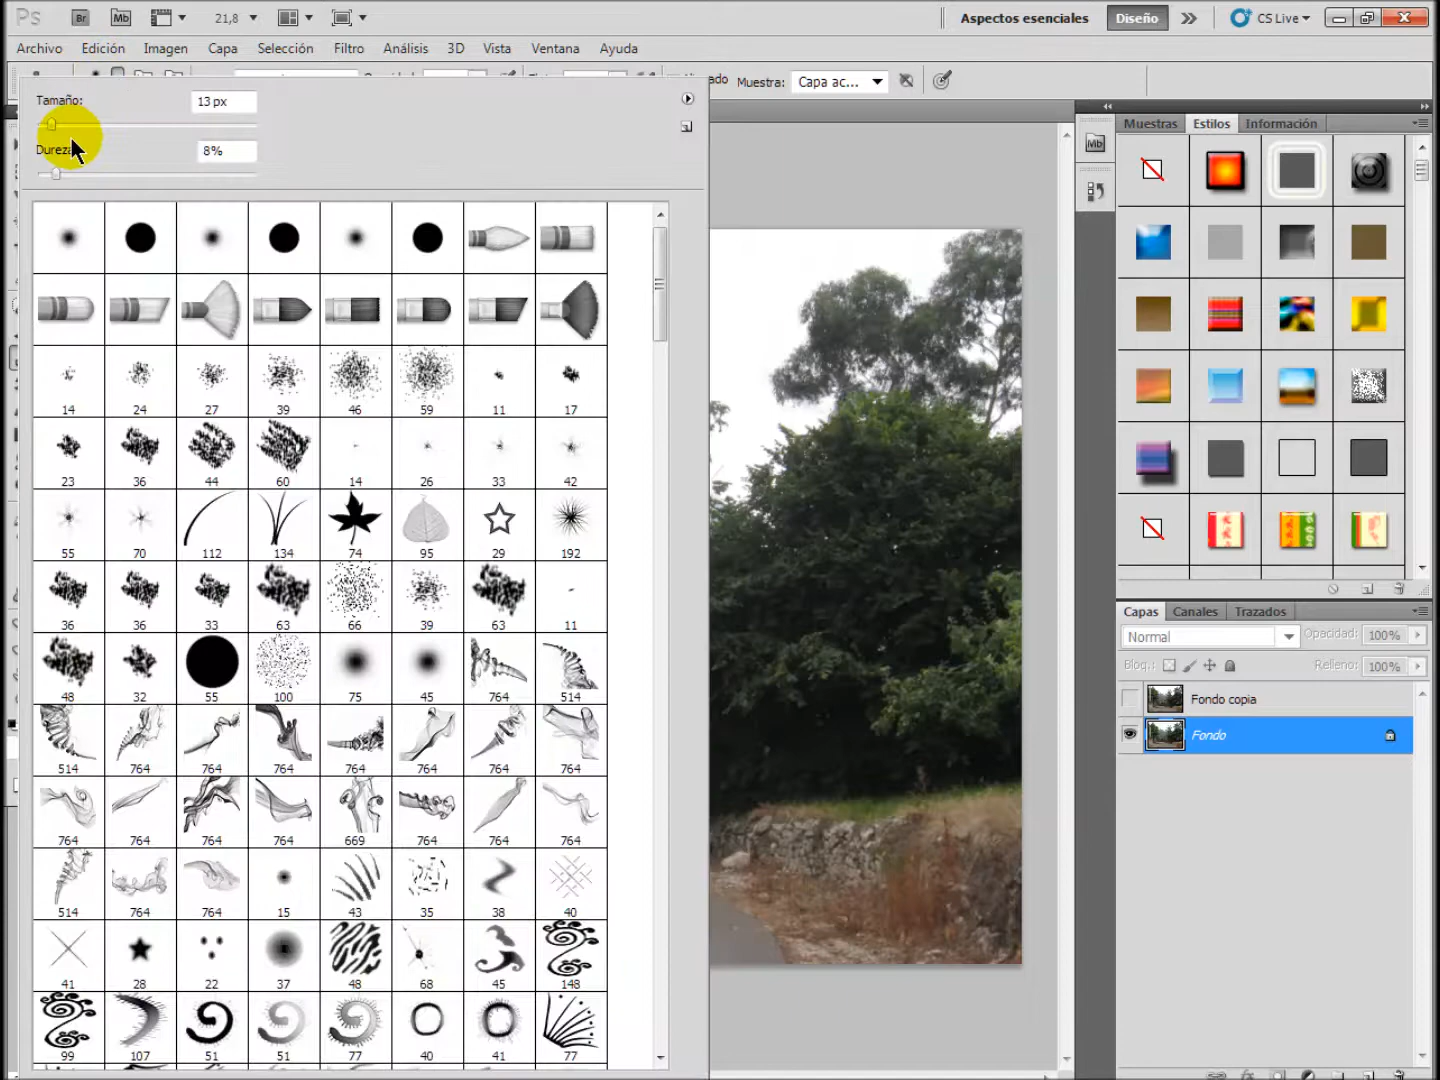 Ps Br Mb 21,8 Aspectos esenciales Diseño CS Live
Archivo Edición Imagen Capa Selección Filtro Análisis 3D Vista Ventana Ayuda
Muestra: Capa ac...
Tamaño: 13 px
Dureza 8%
14 24 27 39 46 59 11 17
23 36 44 60 14 26 33 42
55 70 112 134 74 95 29 192
36 36 33 63 66 39 63 11
48 32 55 100 75 45 764 514
514 764 764 764 764 764 764 764
764 764 764 764 669 764 764 764
514 764 764 15 43 35 38 40
41 28 22 37 48 68 45 148
99 107 51 51 77 40 41 77
Mb
Muestras Estilos Información
Capas Canales Trazados
Normal Opacidad: 100%
Bloq.: Relleno: 100%
Fondo copia
Fondo